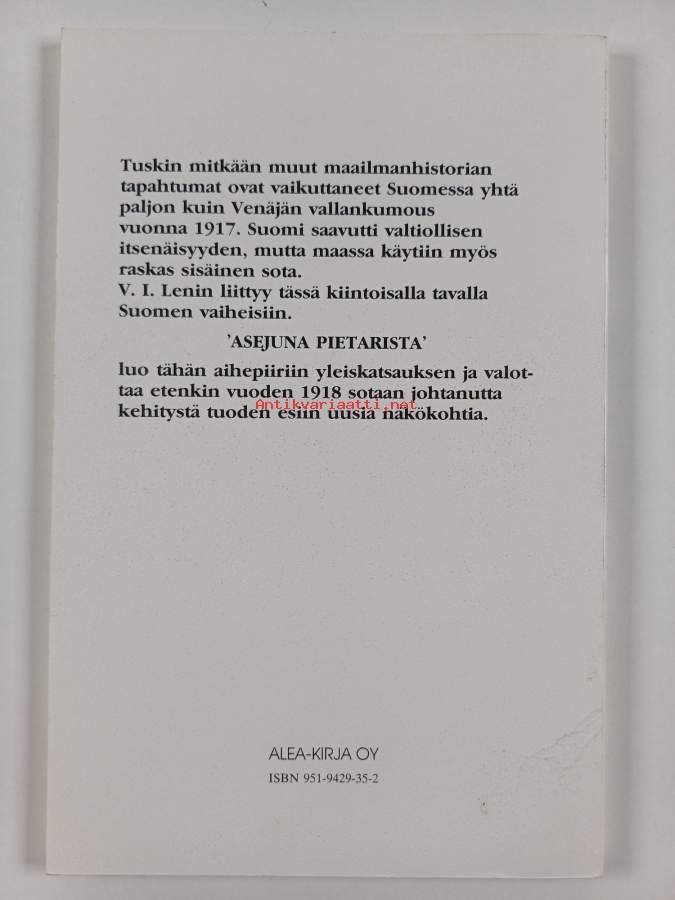 Tuskin mitkään muut maailmanhistorian
tapahtumat ovat vaikuttaneet Suomessa yhtä
paljon kuin Venäjän vallankumous
vuonna 1917. Suomi saavutti valtiollisen
itsenäisyyden, mutta maassa käytiin myös
raskas sisäinen sota.
V. I. Lenin liittyy tässä kiintoisalla tavalla
Suomen vaiheisiin.
'ASEJUNA PIETARISTA'
luo tähän aihepiiriin yleiskatsauksen ja valot-
taa etenkin vuoden 1918 sotaan johtanutta
Antikvariaatti.net
kehitystä tuoden esiin uusia näkökohtia.
ALEA-KIRJA OY
ISBN 951-9429-35-2